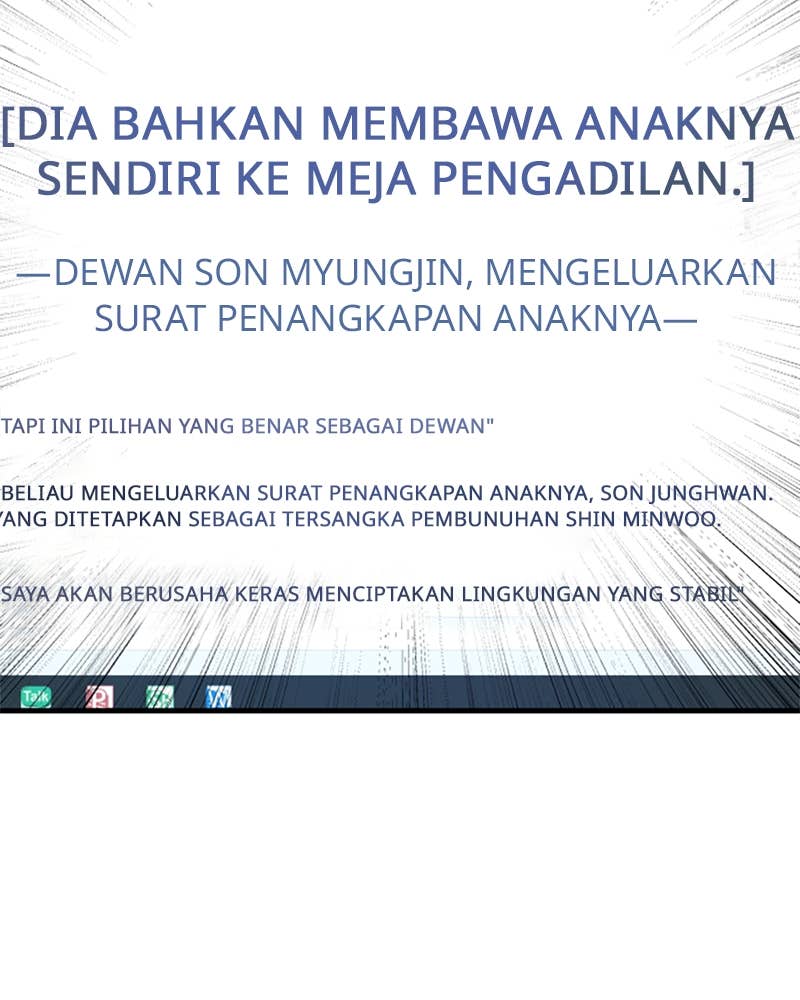 [DIA BAHKAN MEMBAWA ANAKNYA
SENDIRI KE MEJA PENGADILAN.]
—DEWAN SON MYUNGJIN, MENGELUARKAN
SURAT PENANGKAPAN ANAKNYA—
TAPI INI PILIHAN YANG BENAR SEBAGAI DEWAN"
BELIAU MENGELUARKAN SURAT PENANGKAPAN ANAKNYA, SON JUNGHWAN.
YANG DITETAPKAN SEBAGAI TERSANGKA PEMBUNUHAN SHIN MINWOO.
SAYA AKAN BERUSAHA KERAS MENCIPTAKAN LINGKUNGAN YANG STABIL"
Talk